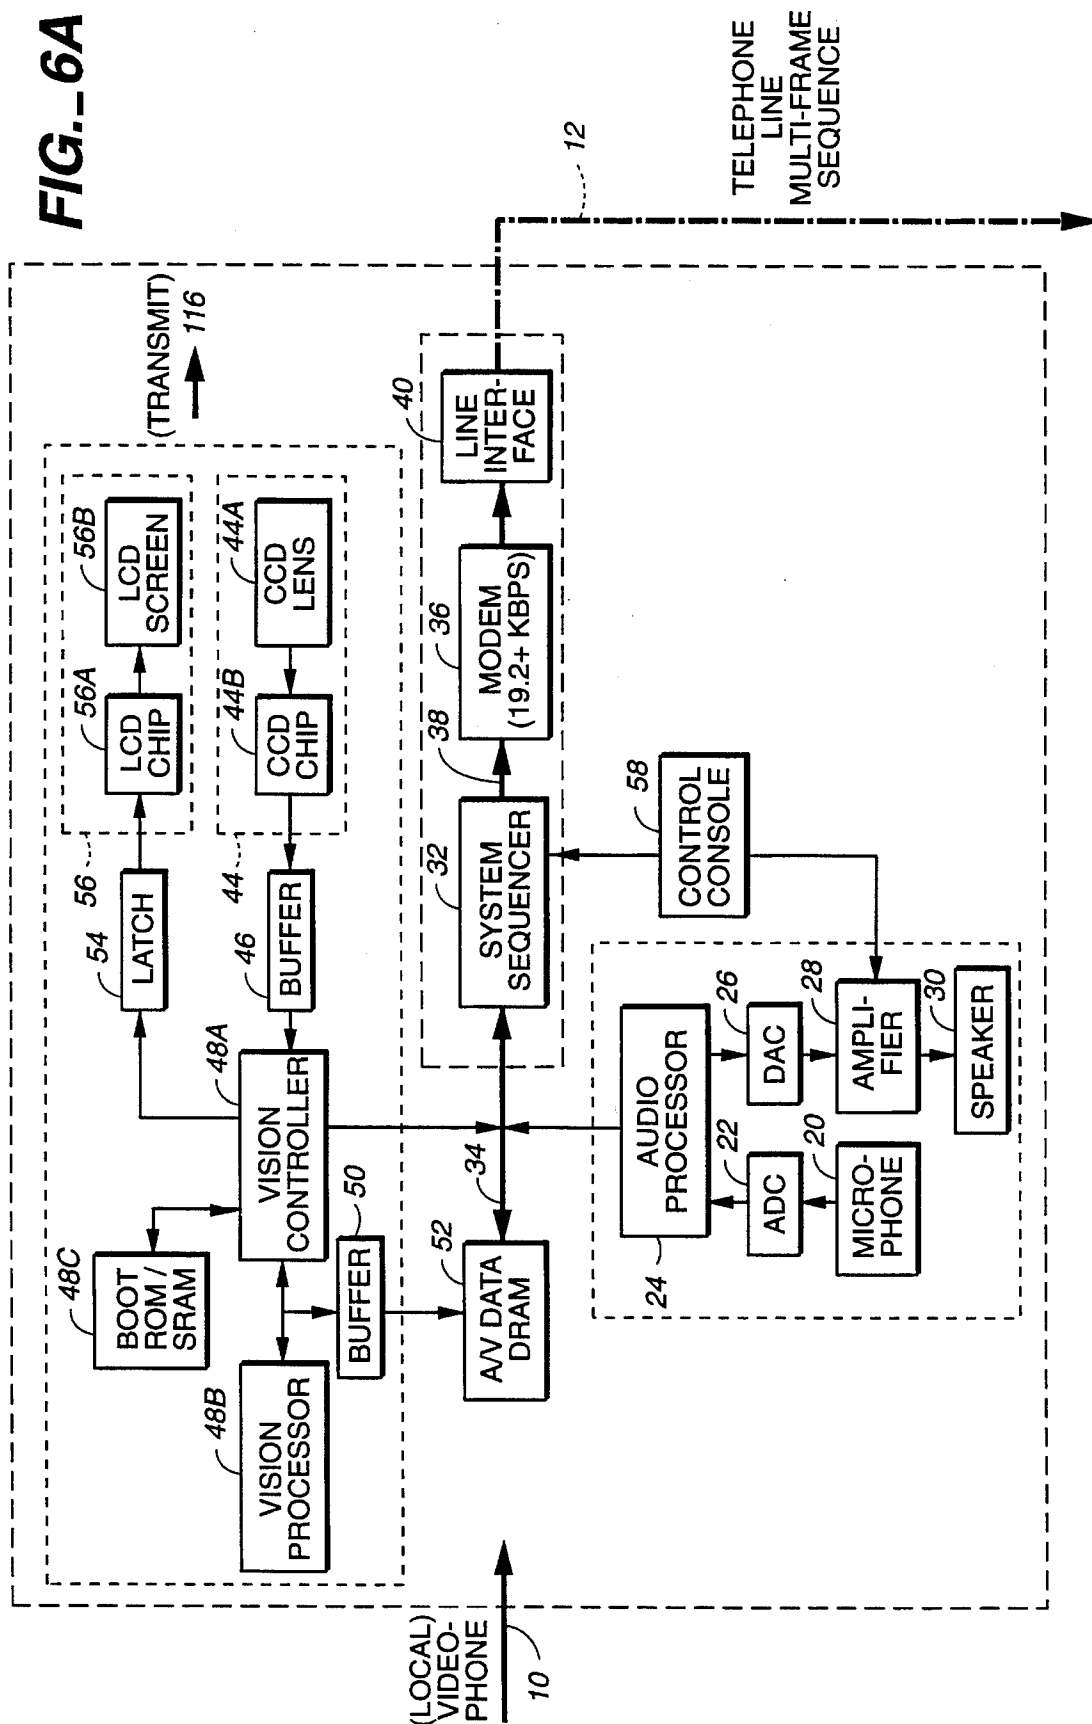 FIG._6A
(TRANSMIT)
116
48C
BOOT
ROM /
SRAM
54
LATCH
56
56A
LCD
CHIP
56B
LCD
SCREEN
48B
VISION
PROCESSOR
48A
VISION
CONTROLLER
46
BUFFER
44
44B
CCD
CHIP
44A
CCD
LENS
50
BUFFER
(LOCAL)
VIDEO-
PHONE
10
52
A/V DATA
DRAM
34
32
SYSTEM
SEQUENCER
38
36
MODEM
(19.2+ KBPS)
40
LINE
INTER-
FACE
12
TELEPHONE
LINE
MULTI-FRAME
SEQUENCE
24
AUDIO
PROCESSOR
58
CONTROL
CONSOLE
22
ADC
26
DAC
20
MICRO-
PHONE
28
AMPLI-
FIER
30
SPEAKER